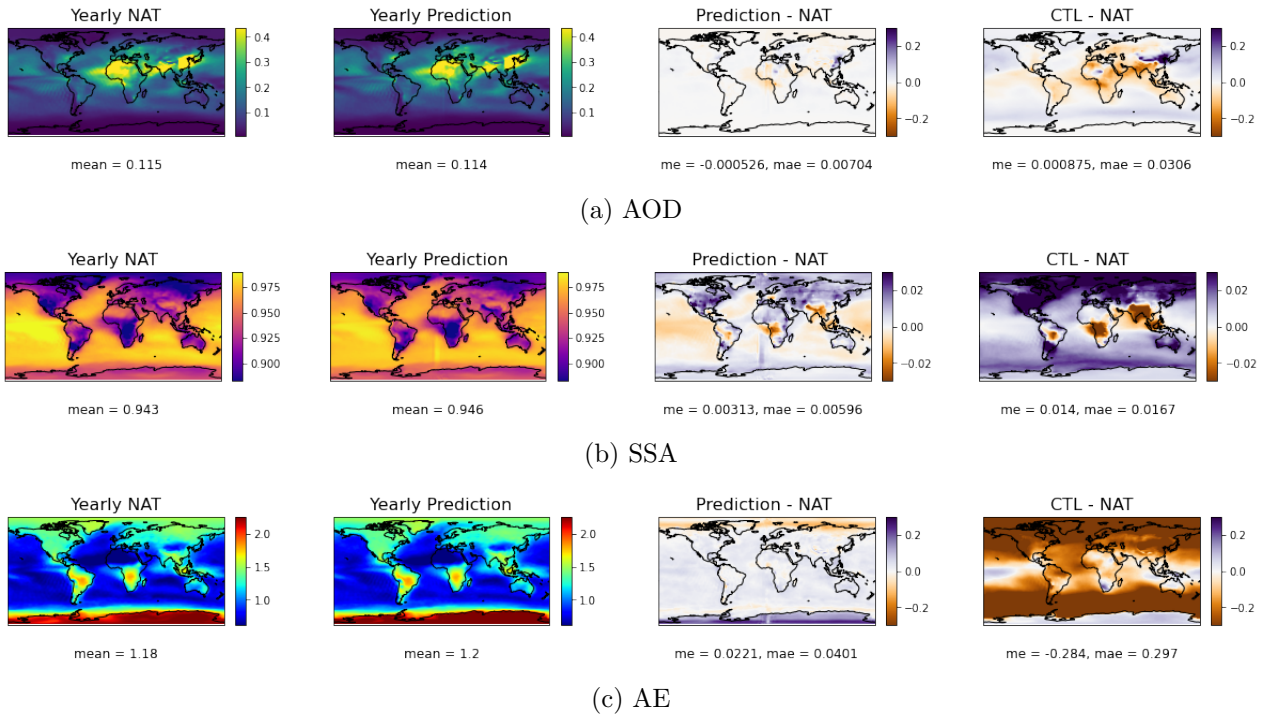 Yearly NAT Yearly Prediction Prediction - NAT CTL - NAT
0.4 0.4 0.2 0.2
0.3 0.3 0.0 0.0
0.2 0.2 −0.2 −0.2
0.1 0.1
mean = 0.115 mean = 0.114 me = -0.000526, mae = 0.00704 me = 0.000875, mae = 0.0306
(a) AOD
Yearly NAT Yearly Prediction Prediction - NAT CTL - NAT
0.975 0.975 0.02 0.02
0.950 0.950 0.00 0.00
0.925 0.925 −0.02 −0.02
0.900 0.900
mean = 0.943 mean = 0.946 me = 0.00313, mae = 0.00596 me = 0.014, mae = 0.0167
(b) SSA
Yearly NAT Yearly Prediction Prediction - NAT CTL - NAT
2.0 2.0 0.2 0.2
1.5 1.5 0.0 0.0
1.0 1.0 −0.2 −0.2
mean = 1.18 mean = 1.2 me = 0.0221, mae = 0.0401 me = -0.284, mae = 0.297
(c) AE